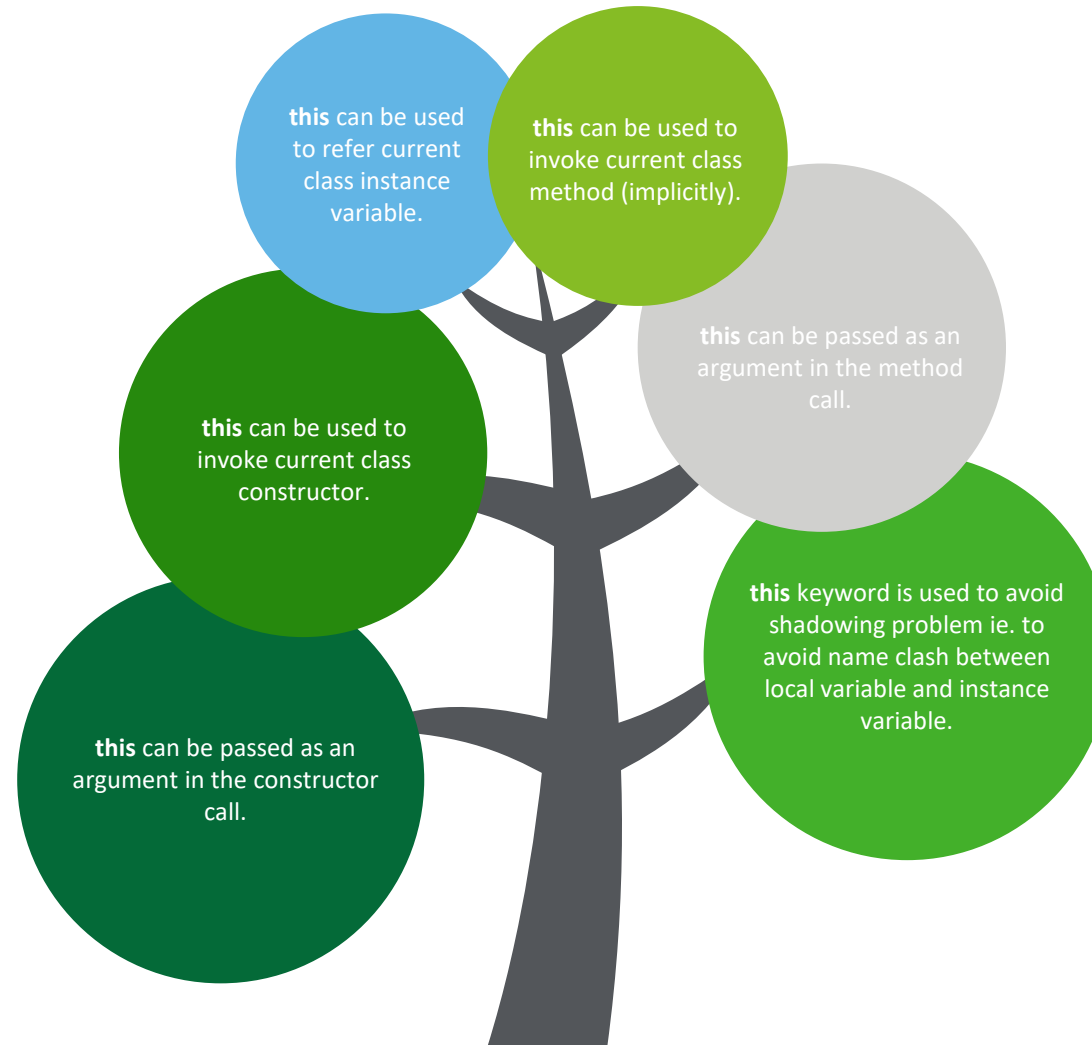 this can be used
to refer current
class instance
variable.
this can be used to
invoke current class
method (implicitly).
this can be passed as an
argument in the method
call.
this can be used to
invoke current class
constructor.
this keyword is used to avoid
shadowing problem ie. to
avoid name clash between
local variable and instance
variable.
this can be passed as an
argument in the constructor
call.